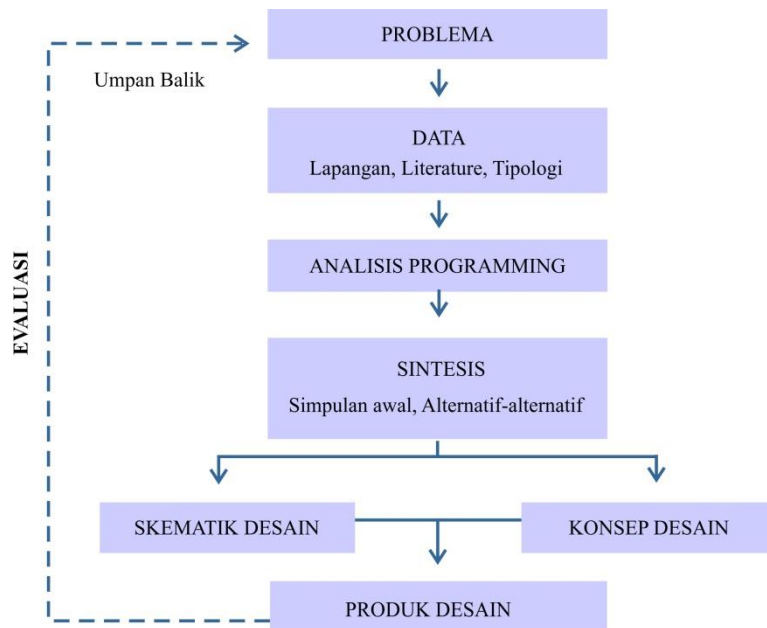 PROBLEMA
Umpan Balik
DATA
Lapangan, Literature, Tipologi
ANALISIS PROGRAMMING
EVALUASI
SINTESIS
Simpulan awal, Alternatif-alternatif
SKEMATIK DESAIN
KONSEP DESAIN
PRODUK DESAIN